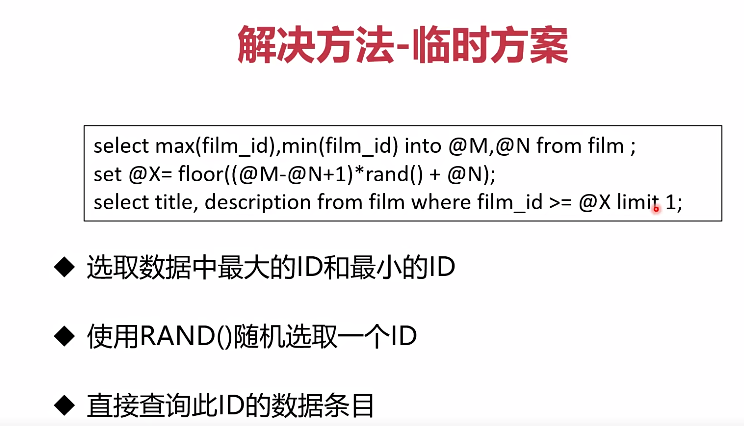 解决方法-临时方案
select max(film_id),min(film_id) into @M,@N from film ;
set @X= floor((@M-@N+1)*rand() + @N);
select title, description from film where film_id >= @X limit 1;
◆ 选取数据中最大的ID和最小的ID
◆ 使用RAND()随机选取一个ID
◆ 直接查询此ID的数据条目